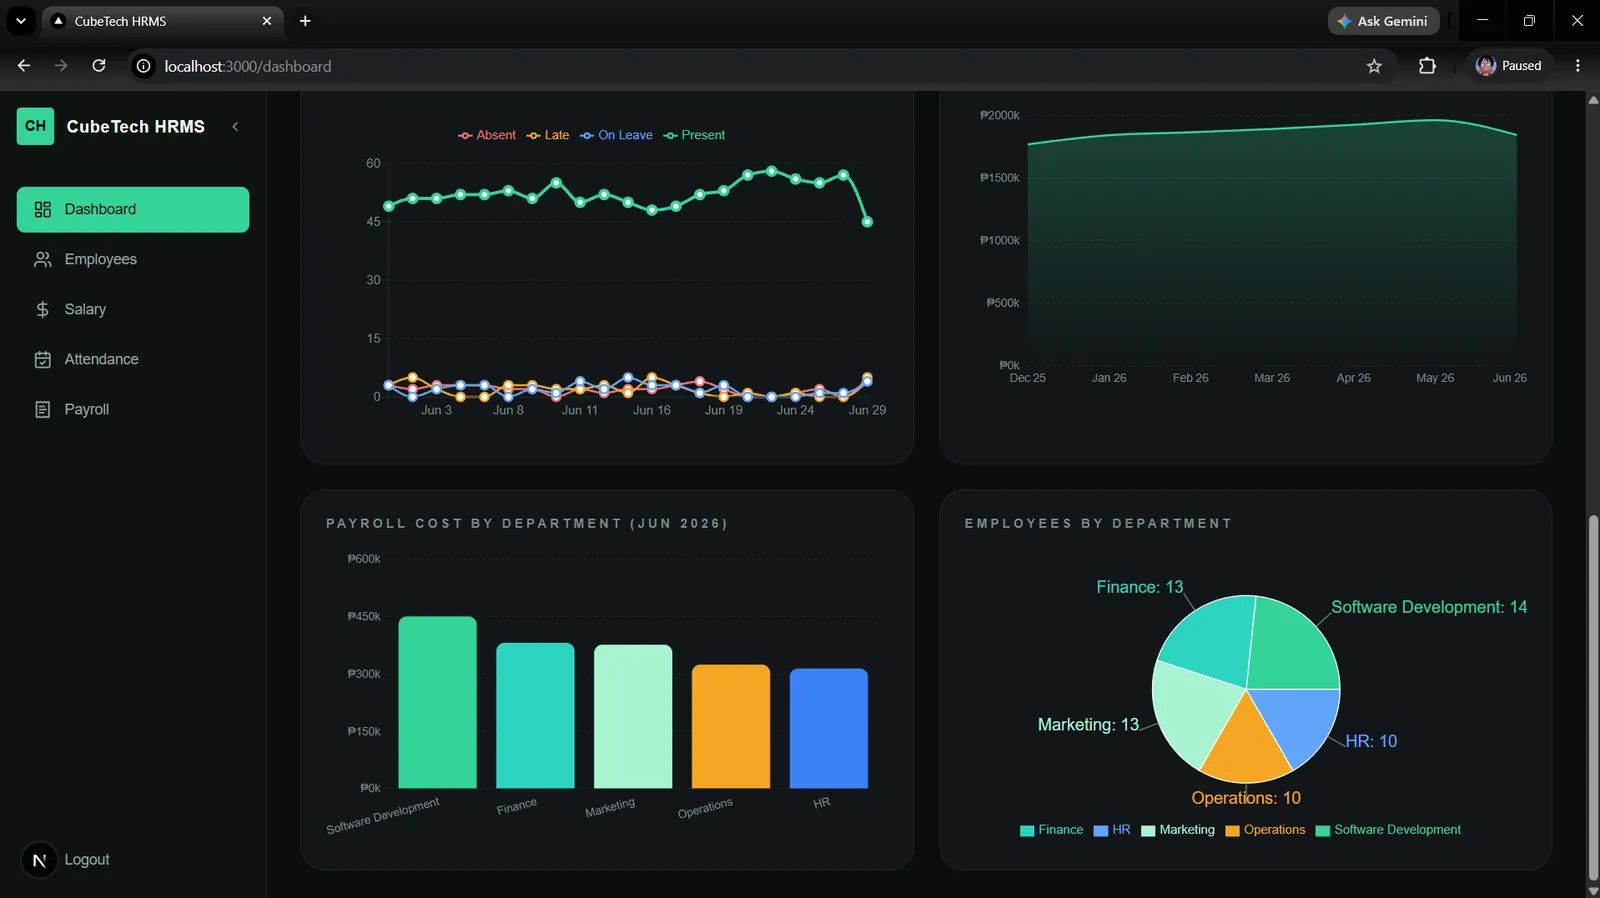 CubeTech HRMS
Ask Gemini
localhost:3000/dashboard
Paused
CH CubeTech HRMS
Dashboard
Employees
Salary
Attendance
Payroll
N Logout
Absent Late On Leave Present
60
45
30
15
0
Jun 3 Jun 8 Jun 11 Jun 16 Jun 19 Jun 24 Jun 29
₱2000k
₱1500k
₱1000k
₱500k
₱0k
Dec 25 Jan 26 Feb 26 Mar 26 Apr 26 May 26 Jun 26
PAYROLL COST BY DEPARTMENT (JUN 2026)
₱600k
₱450k
₱300k
₱150k
₱0k
Software Development Finance Marketing Operations HR
EMPLOYEES BY DEPARTMENT
Finance: 13
Software Development: 14
Marketing: 13
HR: 10
Operations: 10
Finance HR Marketing Operations Software Development